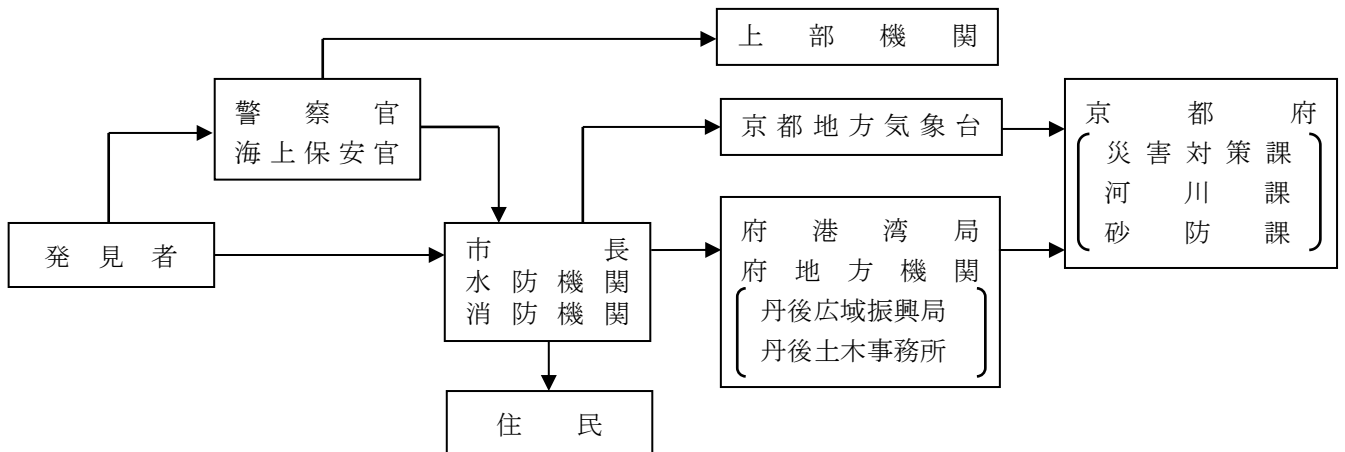 上部機関
警察官
海上保安官
京都地方気象台
京都府
災害対策課
河川課
砂防課
発見者
市長
水防機関
消防機関
府港湾局
府地方機関
丹後広域振興局
丹後土木事務所
住民